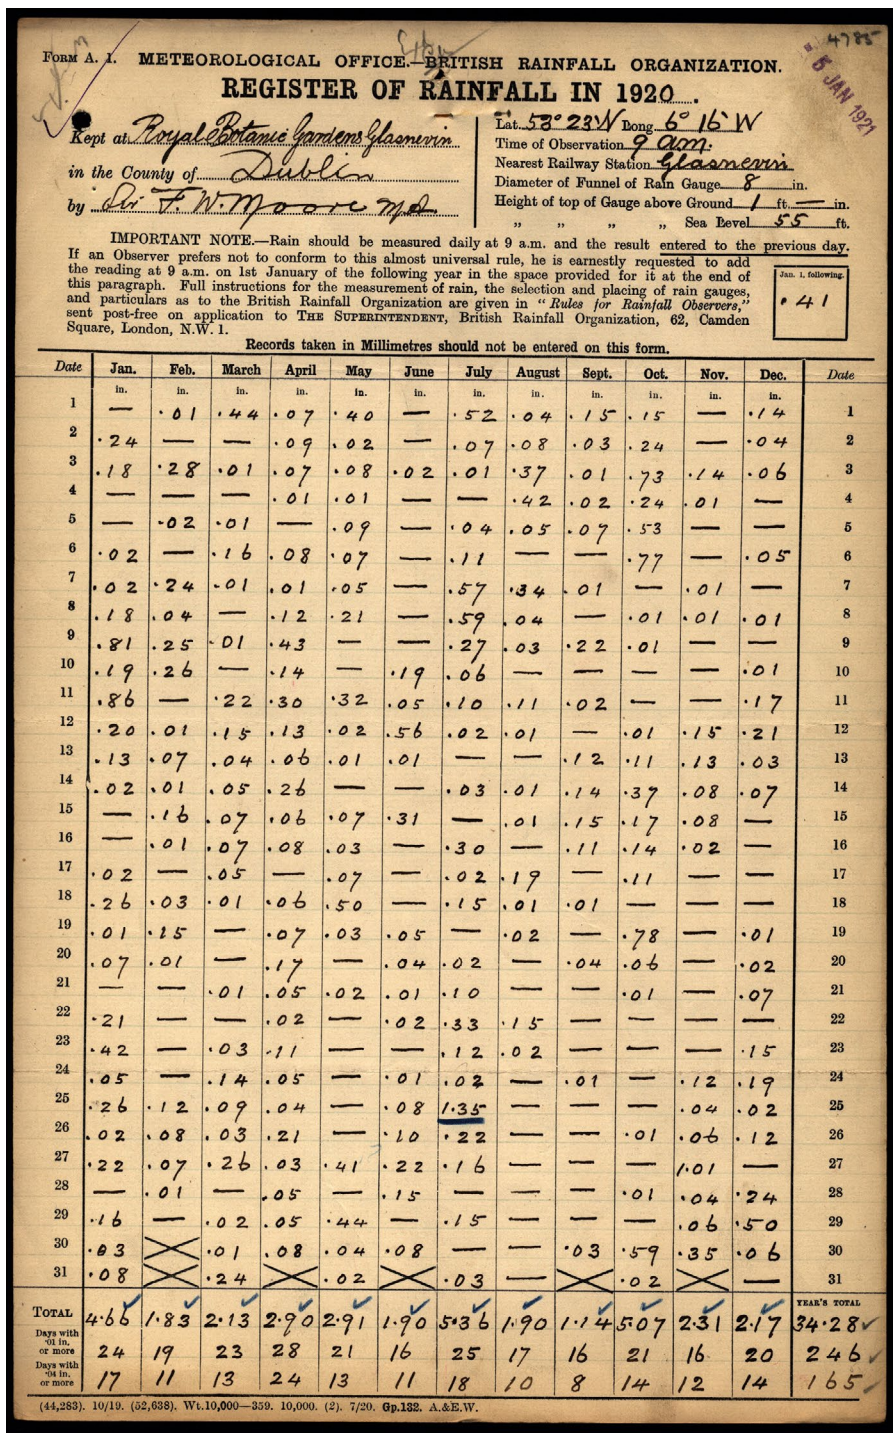 4785
5 JAN 1921
FORM A. 1. METEOROLOGICAL OFFICE.—BRITISH RAINFALL ORGANIZATION.
REGISTER OF RAINFALL IN 1920.
Kept at Royal Botanic Gardens Glasnevin
in the County of Dublin
by Sir F. W. Moore M.A.
Lat. 53° 23' N Long. 6° 16' W
Time of Observation 9 a.m.
Nearest Railway Station Glasnevin
Diameter of Funnel of Rain Gauge 8 in.
Height of top of Gauge above Ground 1 ft. — in.
„ „ „ „ Sea Level 55 ft.
IMPORTANT NOTE.—Rain should be measured daily at 9 a.m. and the result entered to the previous day.
If an Observer prefers not to conform to this almost universal rule, he is earnestly requested to add
the reading at 9 a.m. on 1st January of the following year in the space provided for it at the end of
this paragraph. Full instructions for the measurement of rain, the selection and placing of rain gauges,
and particulars as to the British Rainfall Organization are given in "Rules for Rainfall Observers,"
sent post-free on application to THE SUPERINTENDENT, British Rainfall Organization, 62, Camden
Square, London, N.W. 1.
Jan. 1, following.
.41
Records taken in Millimetres should not be entered on this form.
Date Jan. Feb. March April May June July August Sept. Oct. Nov. Dec. Date
in. in. in. in. in. in. in. in. in. in. in. in.
1 — .01 .44 .07 .40 — .52 .04 .15 .15 — .14 1
2 .24 — — .09 .02 — .07 .08 .03 .24 — .04 2
3 .18 .28 .01 .07 .08 .02 .01 .37 .01 .73 .14 .06 3
4 — — — .01 .01 — — .42 .02 .24 .01 — 4
5 — .02 .01 — .09 — .04 .05 .07 .53 — — 5
6 .02 — .16 .08 .07 — .11 — — .77 — .05 6
7 .02 .24 .01 .01 .05 — .57 .34 .01 — .01 — 7
8 .18 .04 — .12 .21 — .59 .04 — .01 .01 .01 8
9 .81 .25 .01 .43 — — .27 .03 .22 .01 — — 9
10 .19 .26 — .14 — .19 .06 — — — — .01 10
11 .86 — .22 .30 .32 .05 .10 .11 .02 — — .17 11
12 .20 .01 .15 .13 .02 .56 .02 .01 — .01 .15 .21 12
13 .13 .07 .04 .06 .01 .01 — — .12 .11 .13 .03 13
14 .02 .01 .05 .26 — — .03 .01 .14 .37 .08 .07 14
15 — .16 .07 .06 .07 .31 — .01 .15 .17 .08 — 15
16 — .01 .07 .08 .03 — .30 — .11 .14 .02 — 16
17 .02 — .05 — .07 — .02 .19 — .11 — — 17
18 .26 .03 .01 .06 .50 — .15 .01 .01 — — — 18
19 .01 .15 — .07 .03 .05 — .02 — .78 — .01 19
20 .07 .01 — .17 — .04 .02 — .04 .06 — .02 20
21 — — .01 .05 .02 .01 .10 — — .01 — .07 21
22 .21 — — .02 — .02 .33 .15 — — — — 22
23 .42 — .03 .11 — — .12 .02 — — — .15 23
24 .05 — .14 .05 — .01 .02 — .01 — .12 .19 24
25 .26 .12 .09 .04 — .08 1.35 — — — .04 .02 25
26 .02 .08 .03 .21 — .10 .22 — — .01 .06 .12 26
27 .22 .07 .26 .03 .41 .22 .16 — — — 1.01 — 27
28 — .01 — .05 — .15 — — — .01 .04 .24 28
29 .16 — .02 .05 .44 — .15 — — — .06 .50 29
30 .03 .01 .08 .04 .08 — — .03 .59 .35 .06 30
31 .08 .24 .02 .03 — .02 — 31
YEAR'S TOTAL
TOTAL 4.66 1.83 2.13 2.90 2.91 1.90 5.36 1.90 1.14 5.07 2.31 2.17 34.28
Days with .01 in. or more 24 19 23 28 21 16 25 17 16 21 16 20 246
Days with .04 in. or more 17 11 13 24 13 11 18 10 8 14 12 14 165
(44,283). 10/19. (52,638). Wt.10,000—359. 10,000. (2). 7/20. Gp.132. A.&E.W.